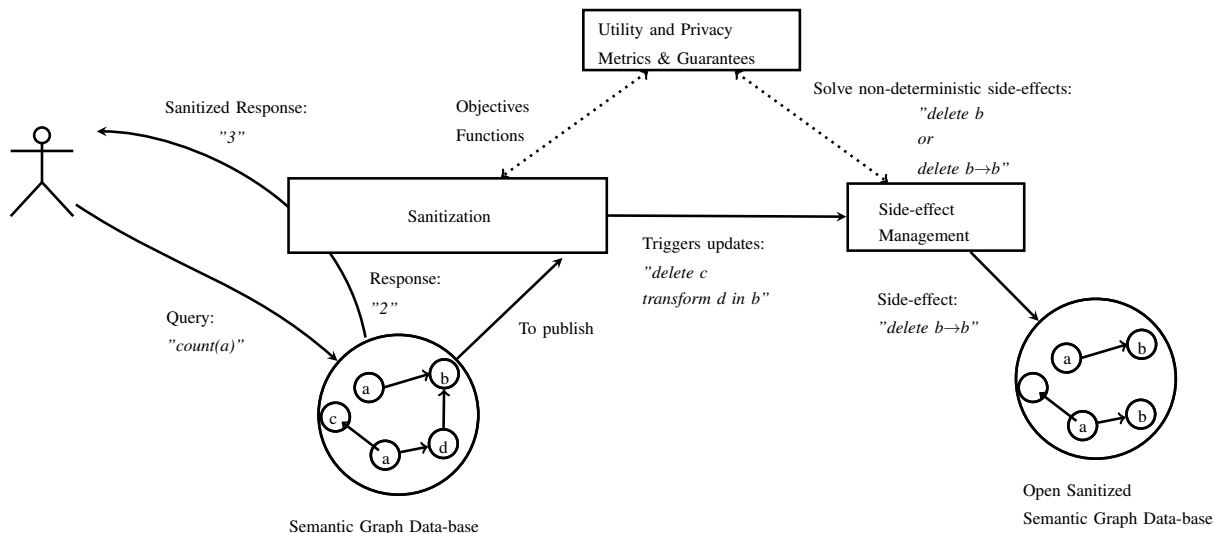 Utility and Privacy
Metrics & Guarantees
Solve non-deterministic side-effects:
”delete b
or
delete b→b”
Objectives
Functions
Sanitized Response:
”3”
Sanitization
Side-effect
Management
Triggers updates:
”delete c
transform d in b”
Response:
”2”
To publish
Query:
”count(a)”
Side-effect:
”delete b→b”
a
b
c
a
d
a
b
a
b
Semantic Graph Data-base
Open Sanitized
Semantic Graph Data-base